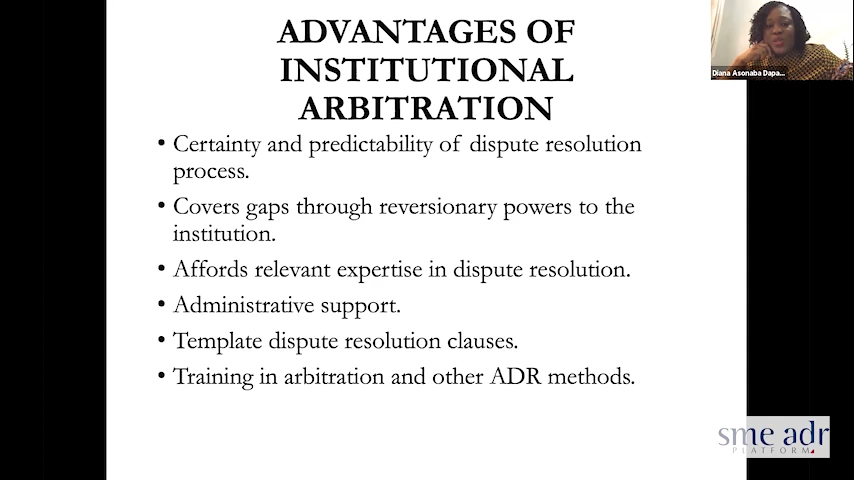 ADVANTAGES OF
INSTITUTIONAL
ARBITRATION
• Certainty and predictability of dispute resolution
process.
• Covers gaps through reversionary powers to the
institution.
• Affords relevant expertise in dispute resolution.
• Administrative support.
• Template dispute resolution clauses.
• Training in arbitration and other ADR methods.
Diana Asonaba Dapa...
sme adr
PLATFORM